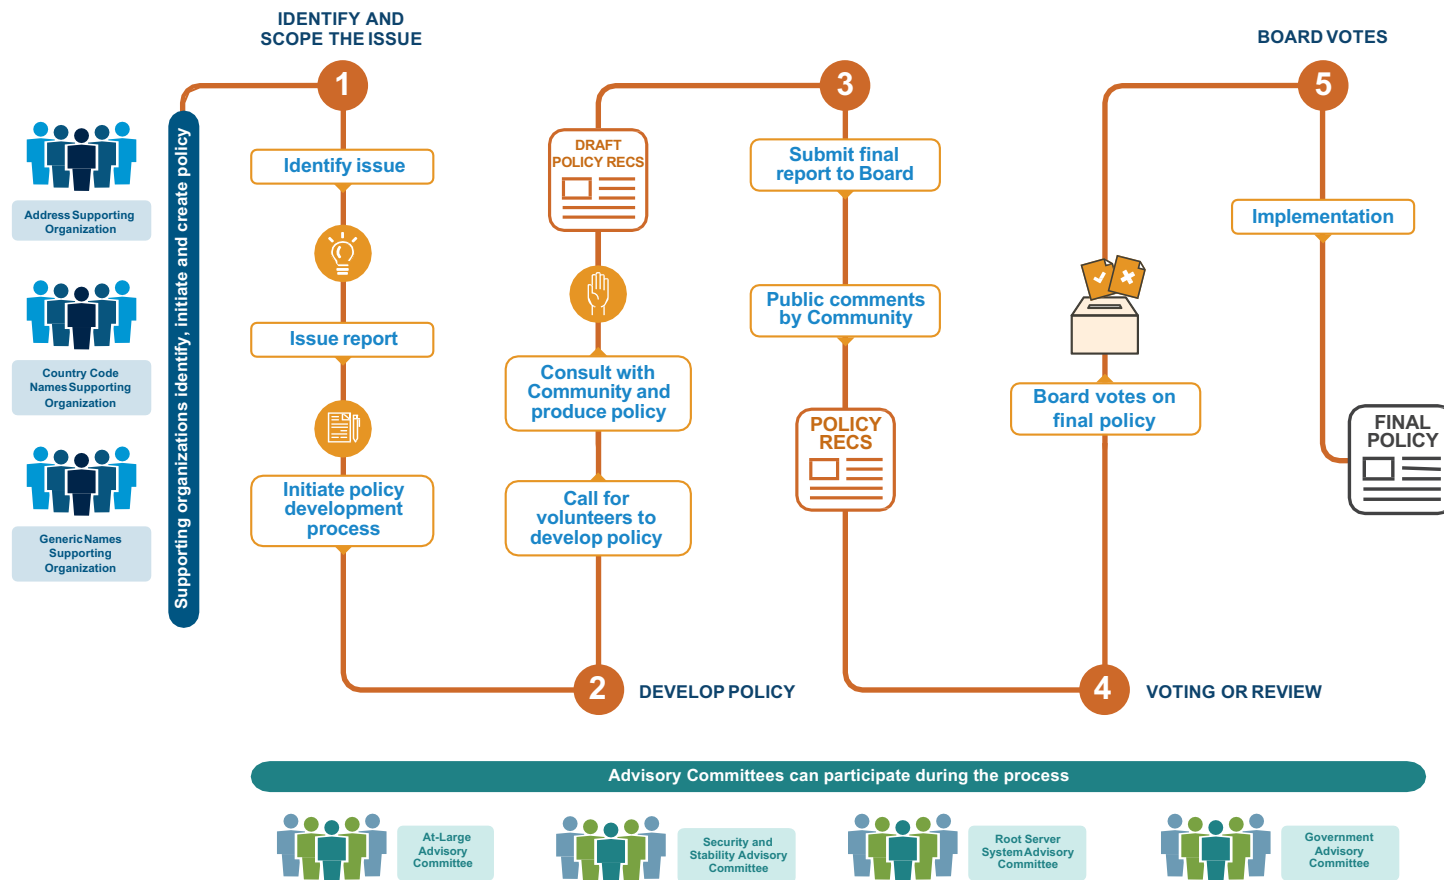 IDENTIFY AND
SCOPE THE ISSUE
1
Identify issue
Issue report
Initiate policy
development
process
Address Supporting
Organization
Country Code
Names Supporting
Organization
Generic Names
Supporting
Organization
Supporting organizations identify, initiate and create policy
2
DEVELOP POLICY
Call for
volunteers to
develop policy
Consult with
Community and
produce policy
DRAFT
POLICY RECS
3
Submit final
report to Board
Public comments
by Community
POLICY
RECS
4
VOTING OR REVIEW
Board votes on
final policy
BOARD VOTES
5
Implementation
FINAL
POLICY
Advisory Committees can participate during the process
At-Large
Advisory
Committee
Security and
Stability Advisory
Committee
Root Server
System Advisory
Committee
Government
Advisory
Committee